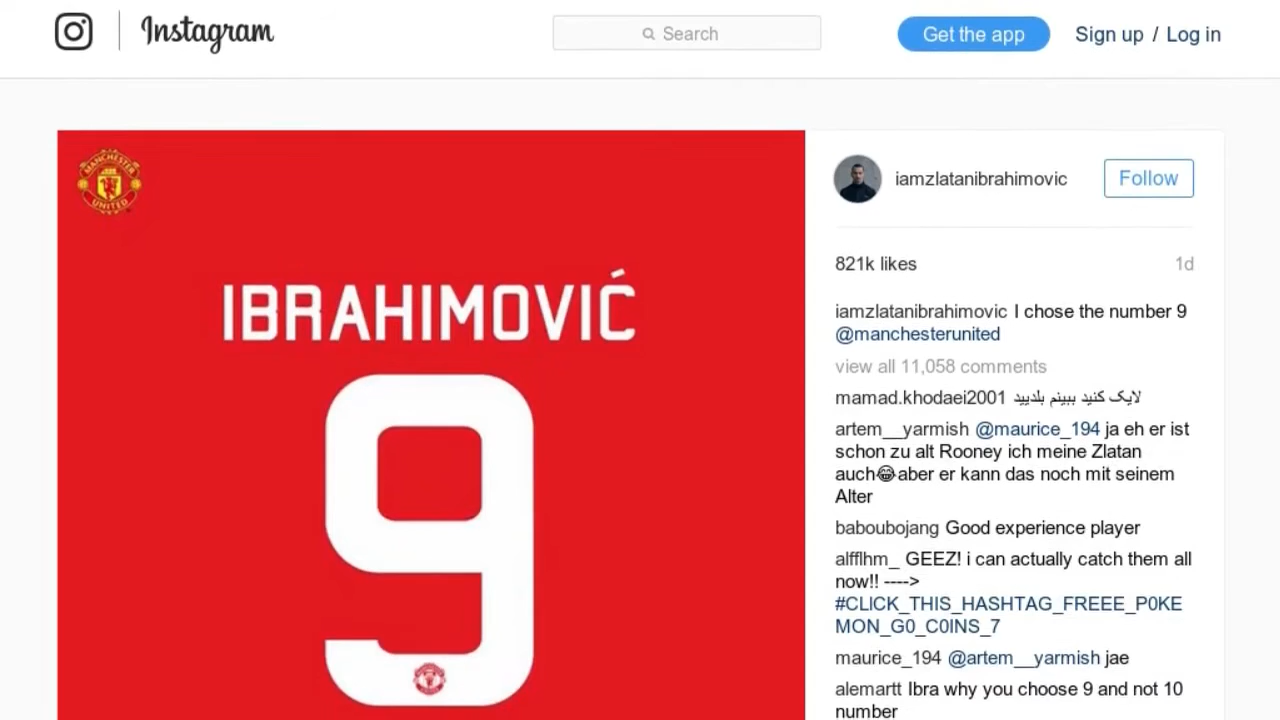 Instagram
Search
Get the app
Sign up / Log in
MANCHESTER
UNITED
IBRAHIMOVIĆ
9
iamzlatanibrahimovic
Follow
821k likes
1d
iamzlatanibrahimovic I chose the number 9
@manchesterunited
view all 11,058 comments
mamad.khodaei2001 لایک کنید ببینم بلدیید
artem__yarmish @maurice_194 ja eh er ist
schon zu alt Rooney ich meine Zlatan
auch😂aber er kann das noch mit seinem
Alter
baboubojang Good experience player
alfflhm_ GEEZ! i can actually catch them all
now!! ---->
#CLICK_THIS_HASHTAG_FREEE_P0KE
MON_G0_C0INS_7
maurice_194 @artem__yarmish jae
alemartt Ibra why you choose 9 and not 10
number